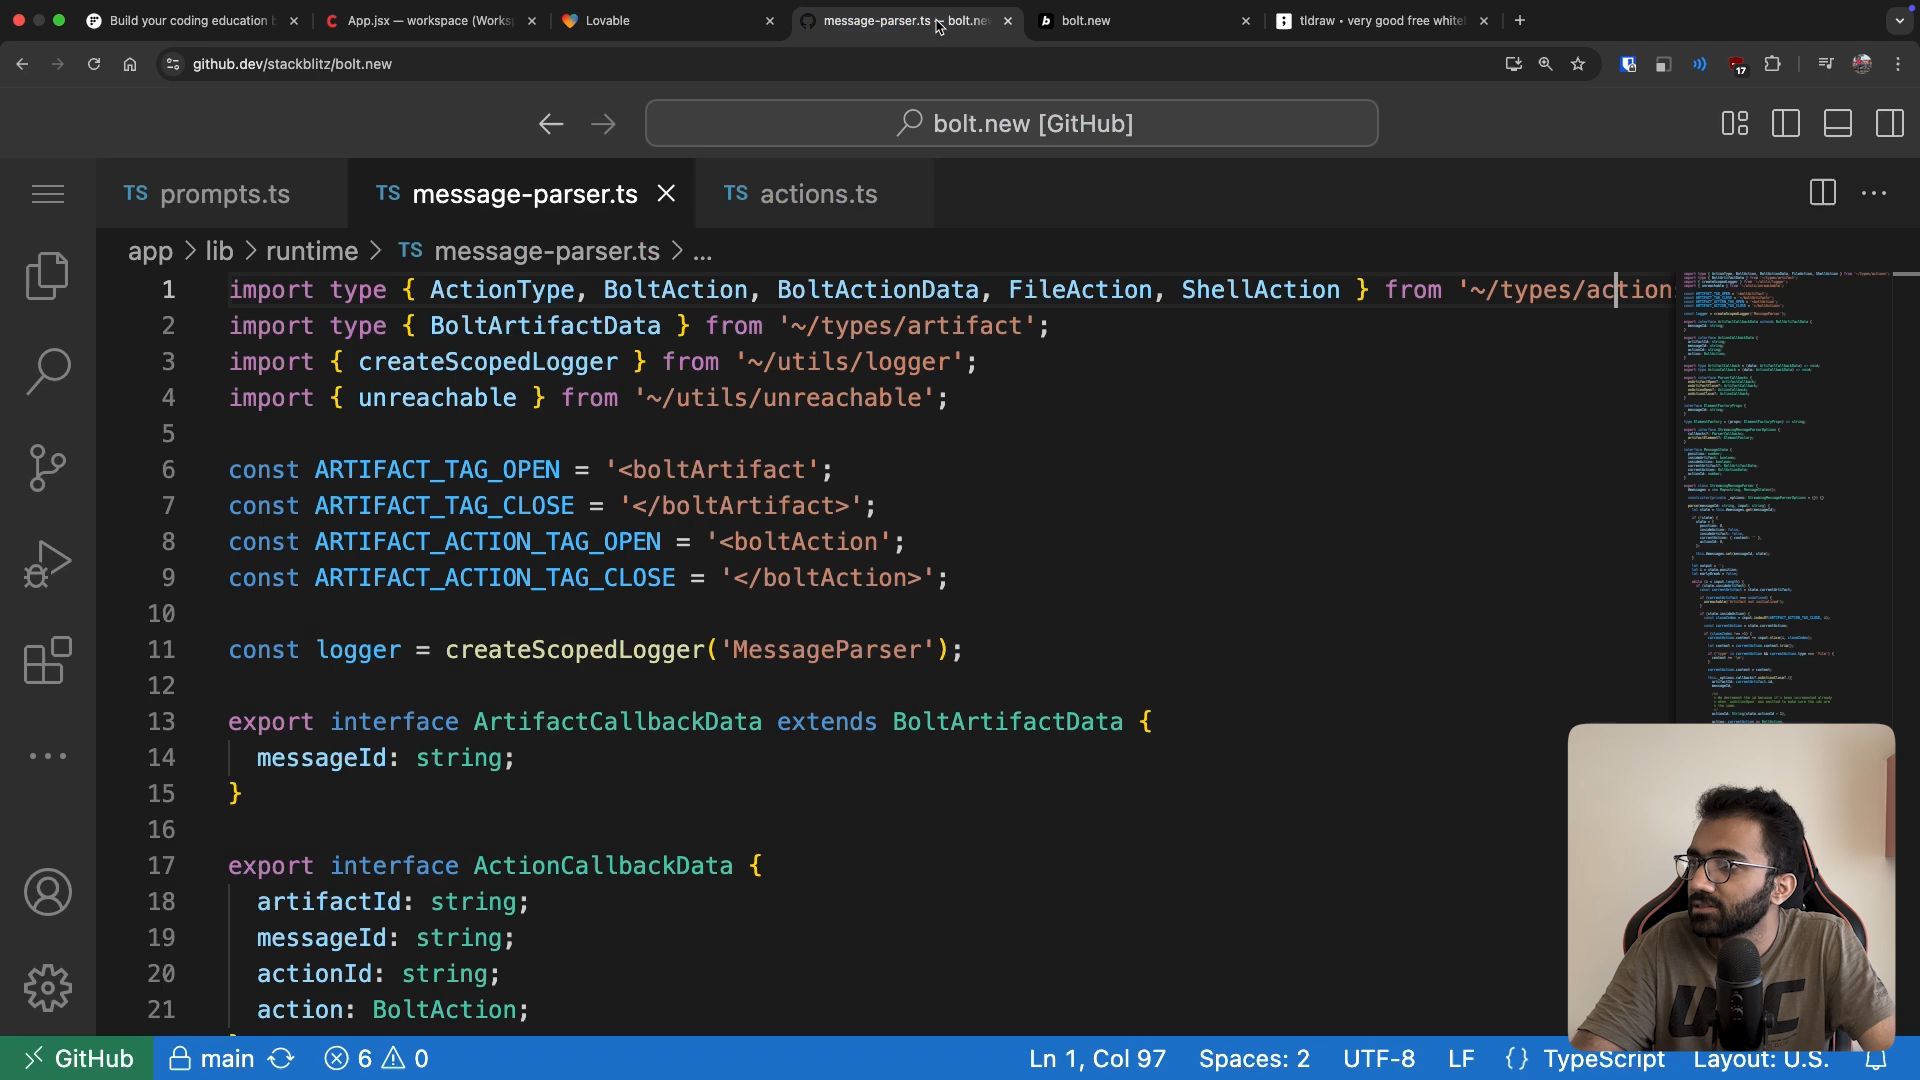 Build your coding education
App.jsx — workspace (Works
Lovable
message-parser.ts — bolt.ne
bolt.new
tldraw • very good free white
github.dev/stackblitz/bolt.new
17
bolt.new [GitHub]
TS prompts.ts
TS message-parser.ts
TS actions.ts
app > lib > runtime > TS message-parser.ts > ...
1 import type { ActionType, BoltAction, BoltActionData, FileAction, ShellAction } from '~/types/action
2 import type { BoltArtifactData } from '~/types/artifact';
3 import { createScopedLogger } from '~/utils/logger';
4 import { unreachable } from '~/utils/unreachable';
5
6 const ARTIFACT_TAG_OPEN = '<boltArtifact';
7 const ARTIFACT_TAG_CLOSE = '</boltArtifact>';
8 const ARTIFACT_ACTION_TAG_OPEN = '<boltAction';
9 const ARTIFACT_ACTION_TAG_CLOSE = '</boltAction>';
10
11 const logger = createScopedLogger('MessageParser');
12
13 export interface ArtifactCallbackData extends BoltArtifactData {
14 messageId: string;
15 }
16
17 export interface ActionCallbackData {
18 artifactId: string;
19 messageId: string;
20 actionId: string;
21 action: BoltAction;
GitHub
main
6
0
Ln 1, Col 97
Spaces: 2
UTF-8
LF
{} TypeScript
Layout: U.S.